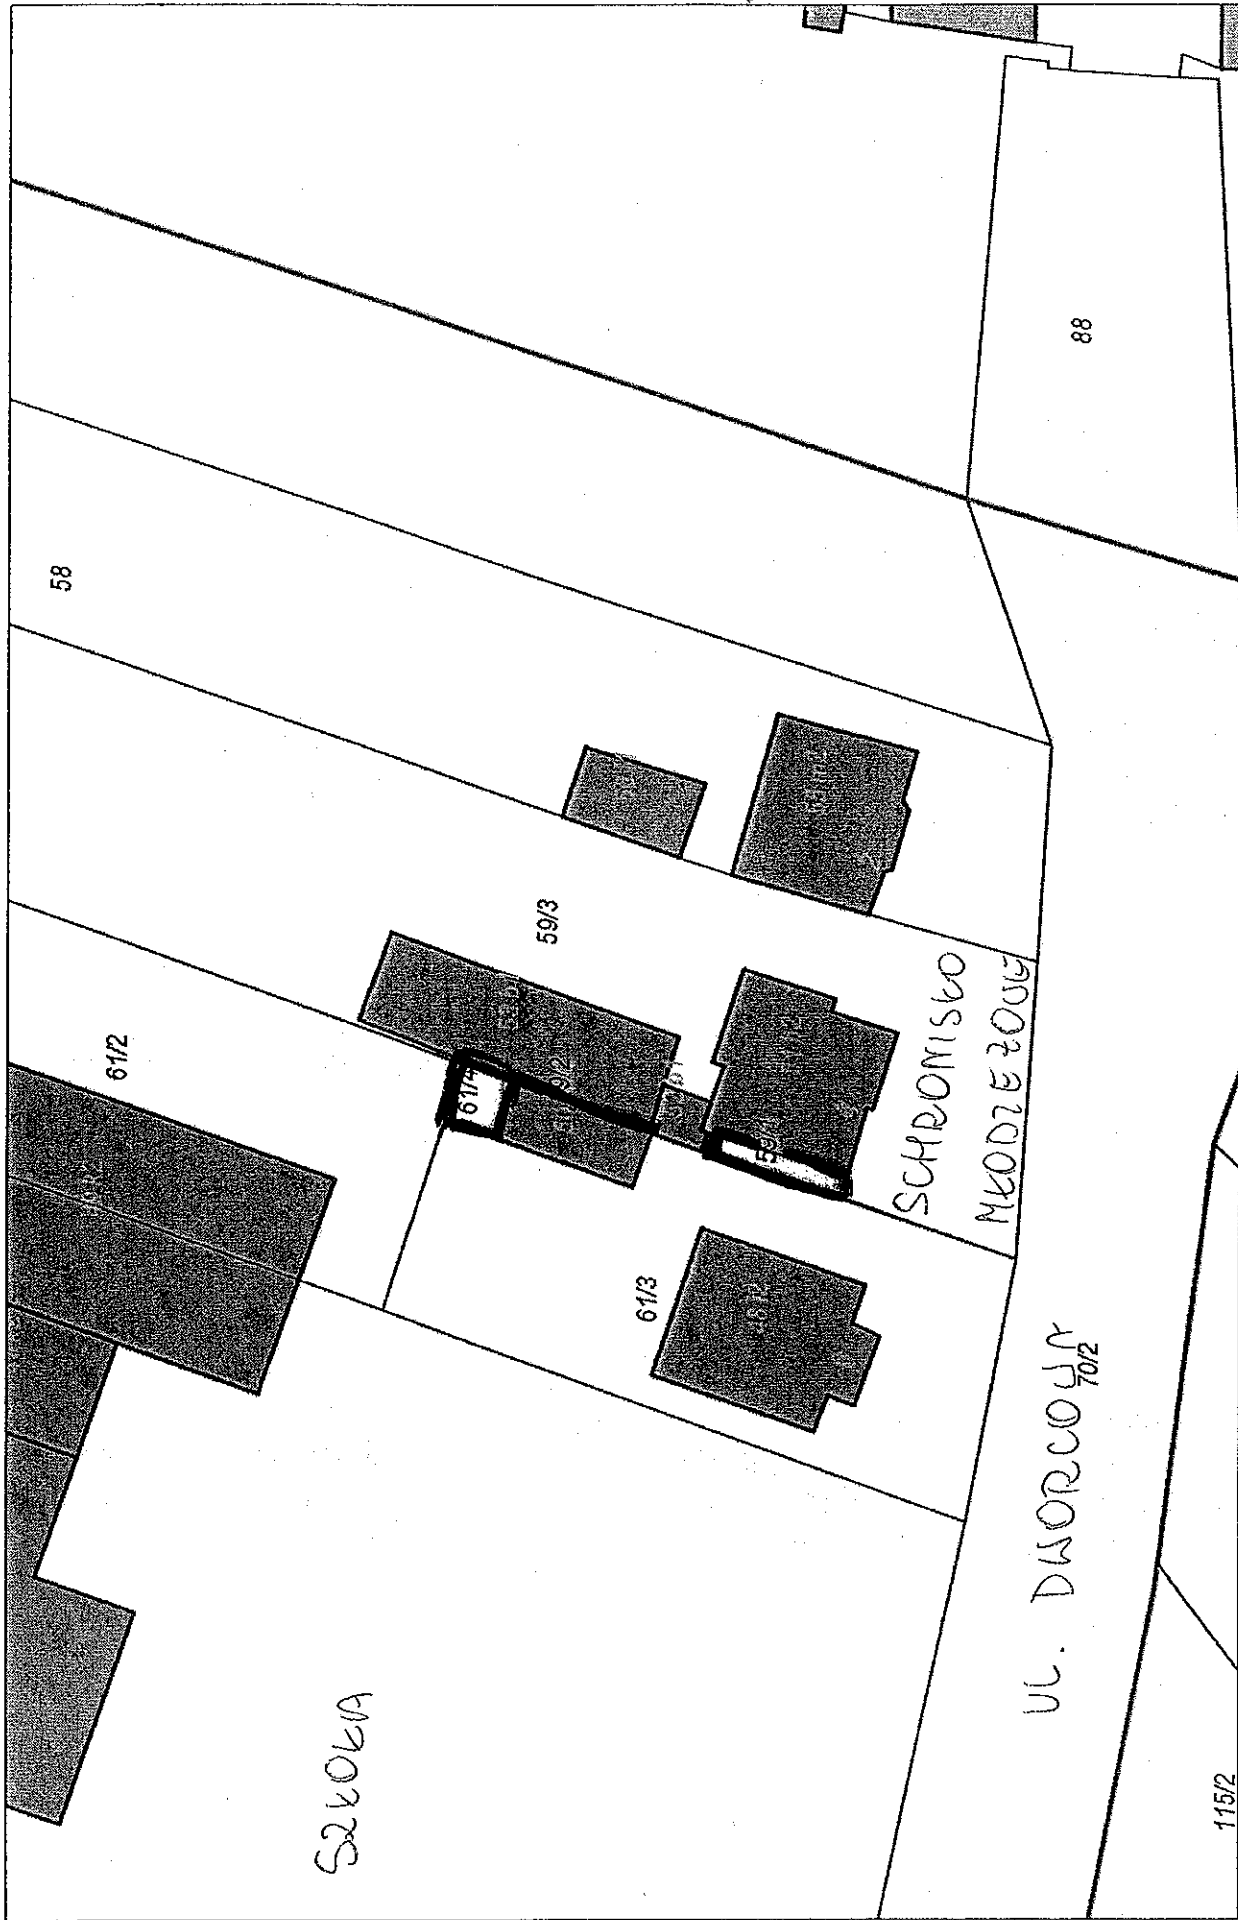 58
88
59/3
61/2
61/4
61/3
SCHRONISKO
MŁODZIEŻOWE
UL. DWORCOWA
70/2
SZKOŁA
115/2